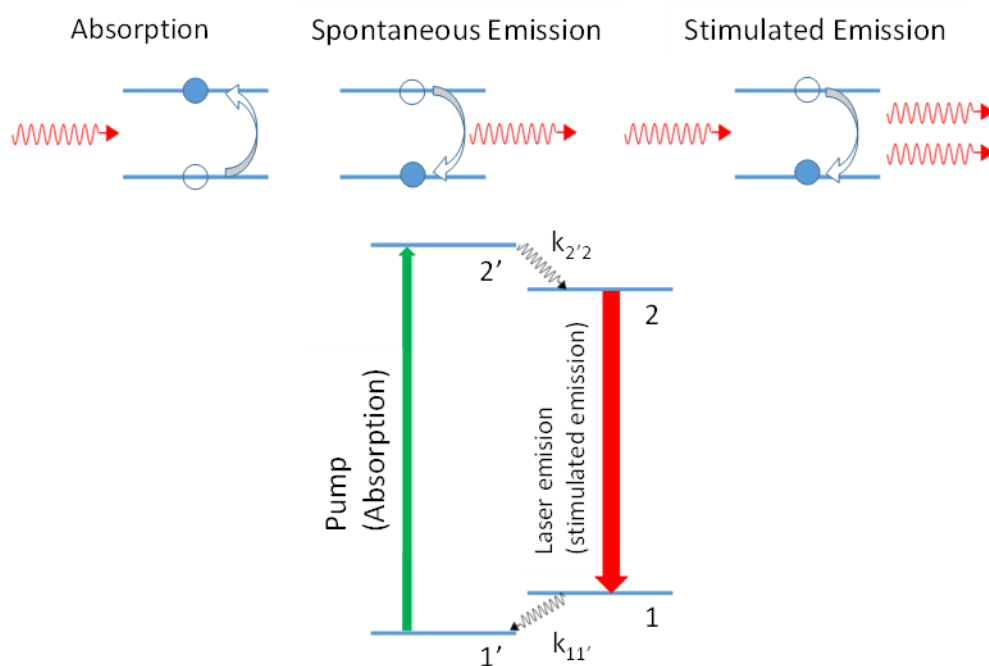 Absorption
Spontaneous Emission
Stimulated Emission
k2'2
2'
2
Pump
(Absorption)
Laser emision
(stimulated emission)
1
k11'
1'